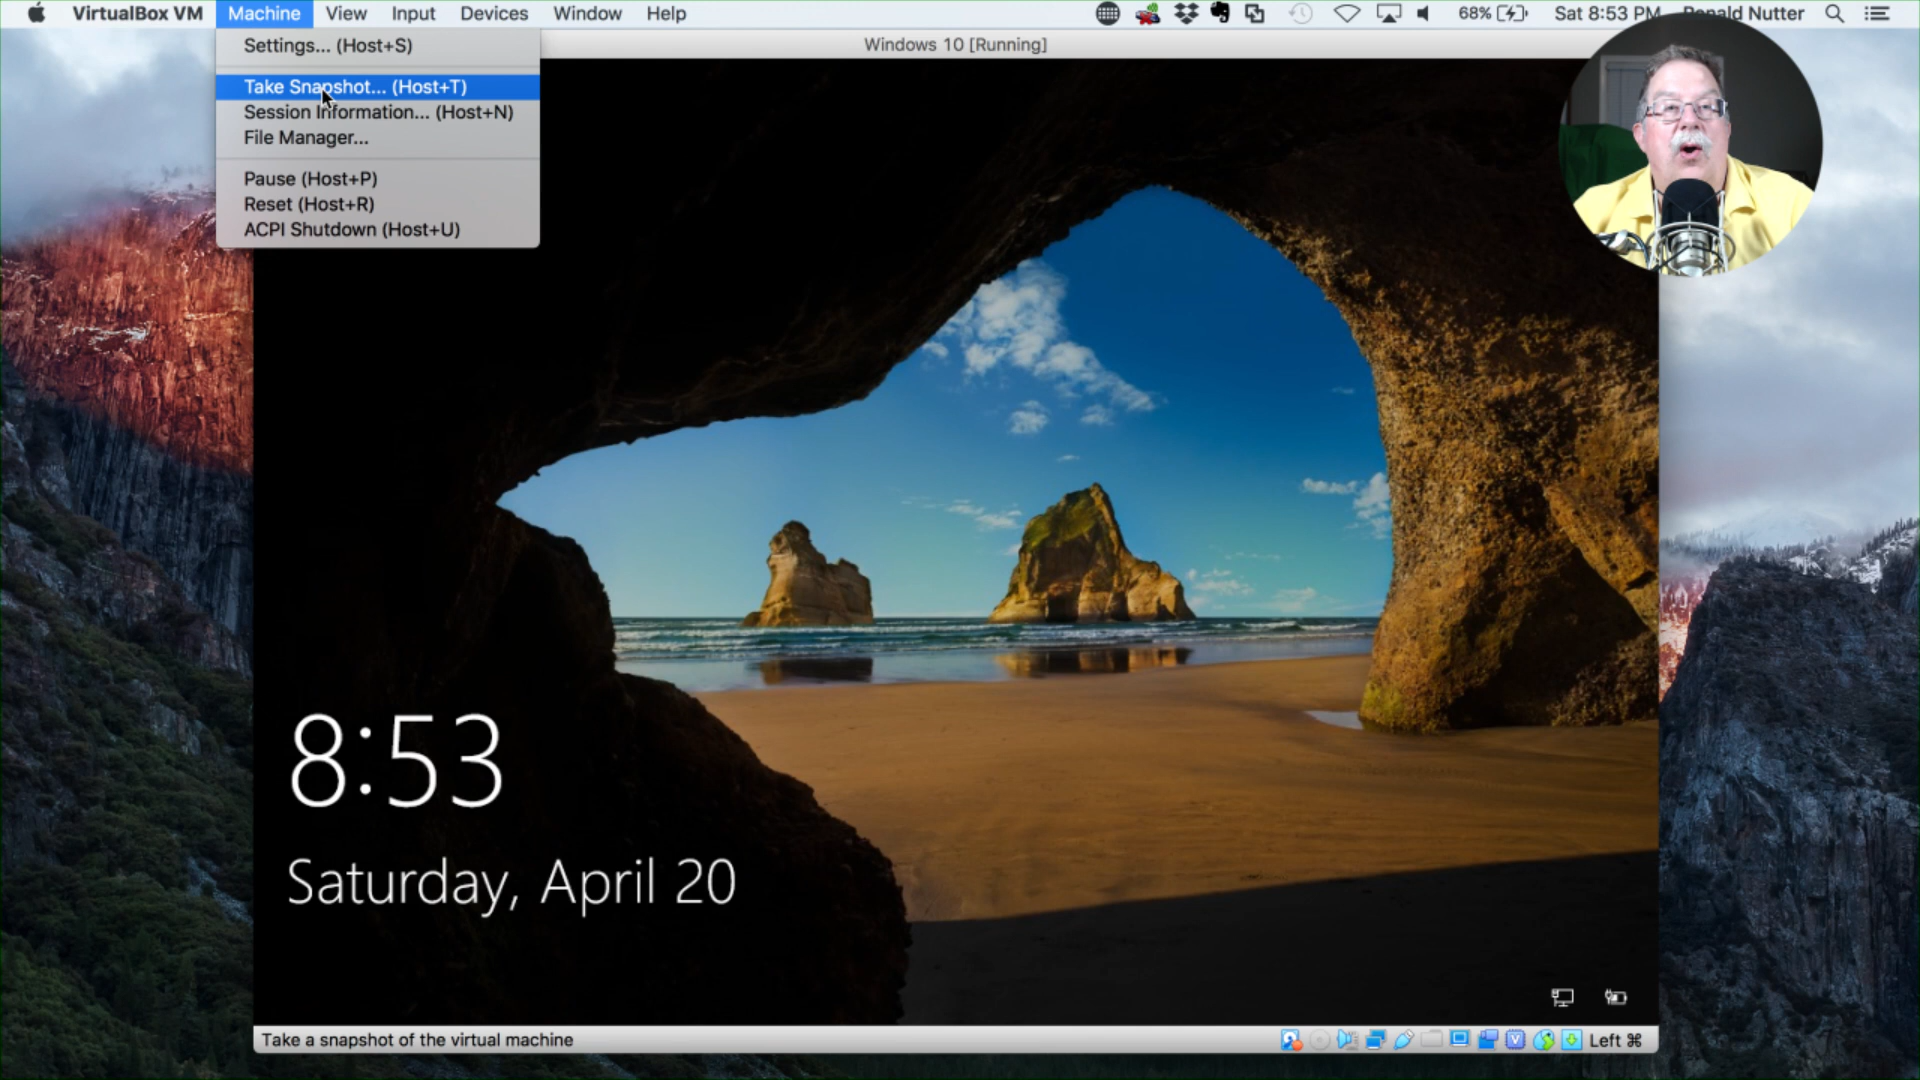 VirtualBox VM Machine View Input Devices Window Help 68% Sat 8:53 PM Ronald Nutter
Windows 10 [Running]
Settings... (Host+S)
Take Snapshot... (Host+T)
Session Information... (Host+N)
File Manager...
Pause (Host+P)
Reset (Host+R)
ACPI Shutdown (Host+U)
8:53
Saturday, April 20
Take a snapshot of the virtual machine
Left ⌘